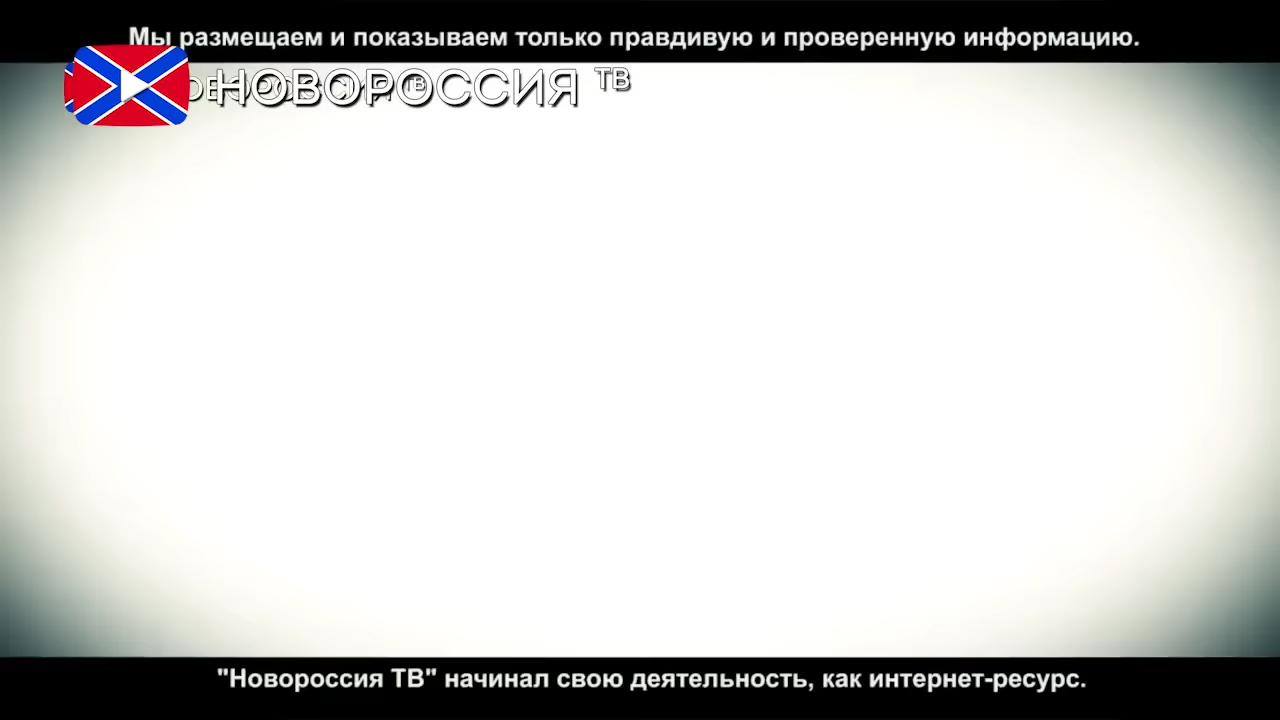 Мы размещаем и показываем только правдивую и проверенную информацию.
НОВОРОССИЯ ТВ
"Новороссия ТВ" начинал свою деятельность, как интернет-ресурс.